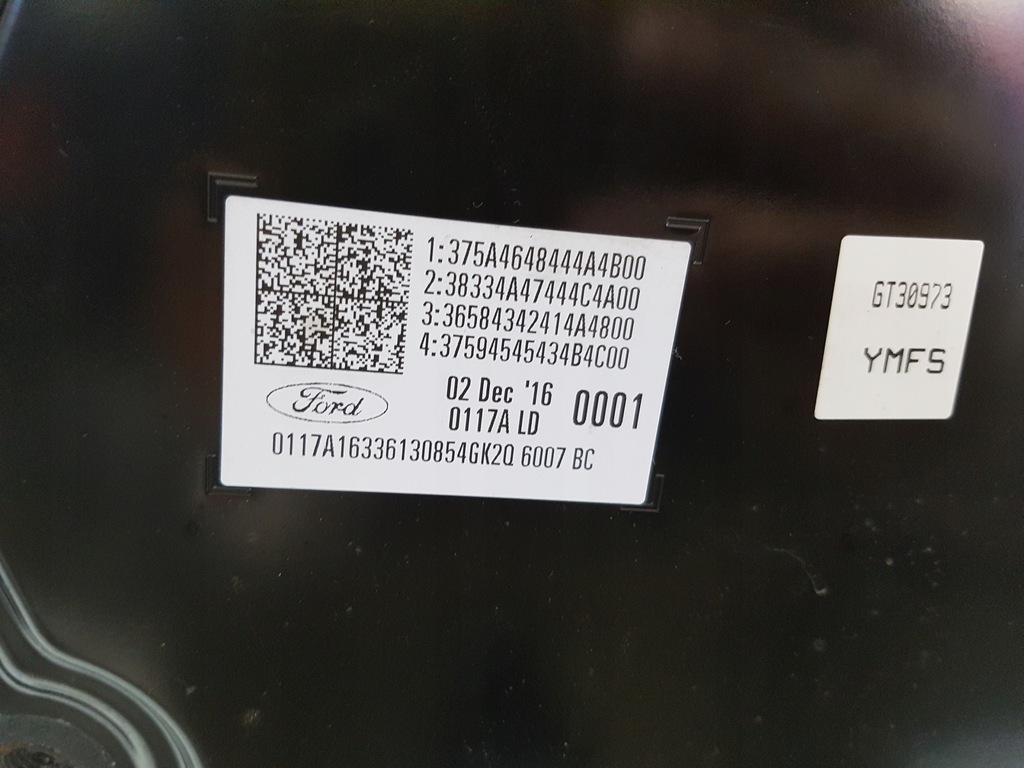 1:375A4648444A4B00
2:38334A47444C4A00
3:36584342414A4800
4:37594545434B4C00
Ford
02 Dec '16
0117A LD
0001
0117A16336130854GK2Q 6007 BC
GT30973
YMFS